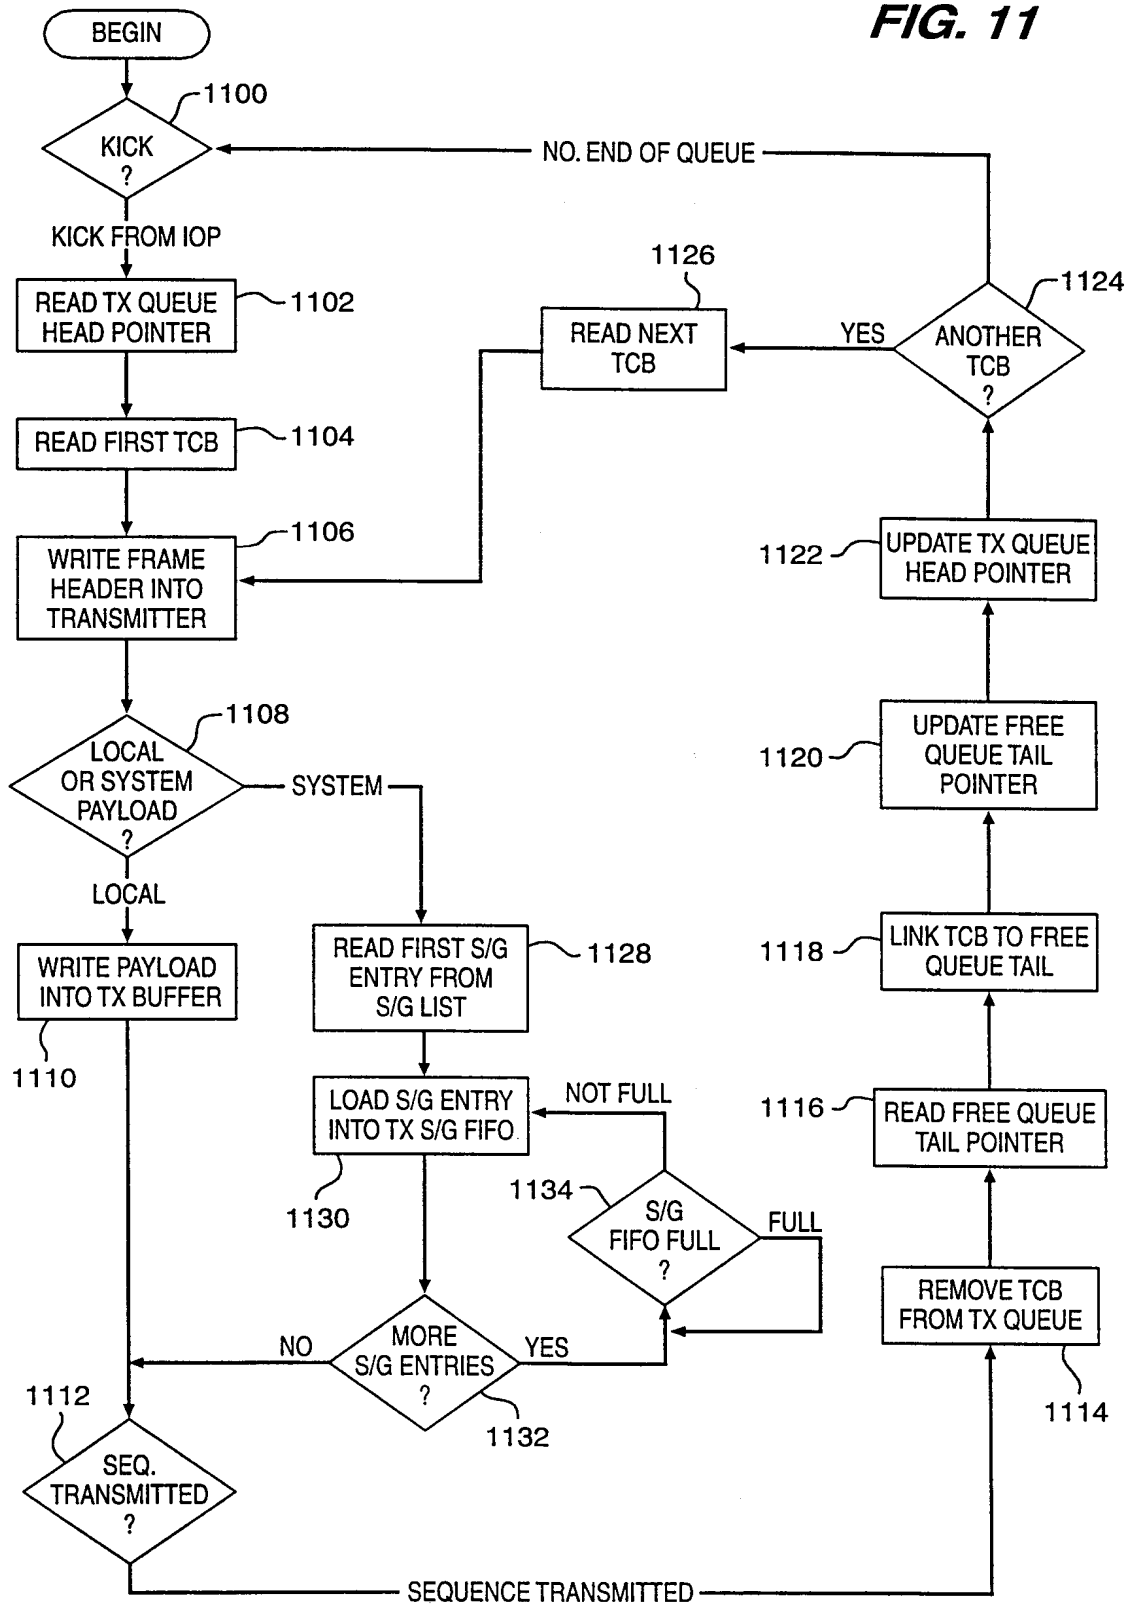 FIG. 11
BEGIN
1100
KICK
?
NO. END OF QUEUE
KICK FROM IOP
READ TX QUEUE
HEAD POINTER
1102
1126
READ NEXT
TCB
YES
1124
ANOTHER
TCB
?
READ FIRST TCB
1104
1106
WRITE FRAME
HEADER INTO
TRANSMITTER
1122
UPDATE TX QUEUE
HEAD POINTER
1108
LOCAL
OR SYSTEM
PAYLOAD
?
SYSTEM
LOCAL
1120
UPDATE FREE
QUEUE TAIL
POINTER
WRITE PAYLOAD
INTO TX BUFFER
1110
READ FIRST S/G
ENTRY FROM
S/G LIST
1128
1118
LINK TCB TO FREE
QUEUE TAIL
LOAD S/G ENTRY
INTO TX S/G FIFO
1130
NOT FULL
1134
S/G
FIFO FULL
?
FULL
1116
READ FREE QUEUE
TAIL POINTER
REMOVE TCB
FROM TX QUEUE
1114
NO
MORE
S/G ENTRIES
?
YES
1132
1112
SEQ.
TRANSMITTED
?
SEQUENCE TRANSMITTED